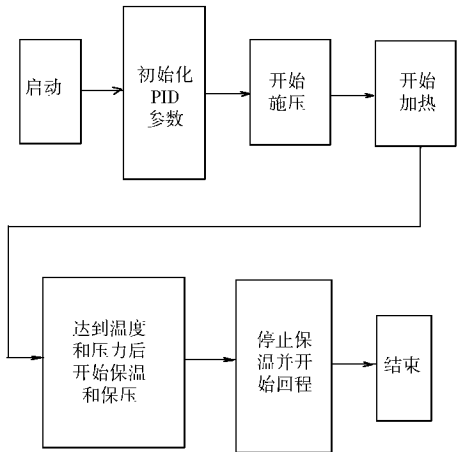 启动
初始化
PID
参数
开始
施压
开始
加热
达到温度
和压力后
开始保温
和保压
停止保
温并开
始回程
结束